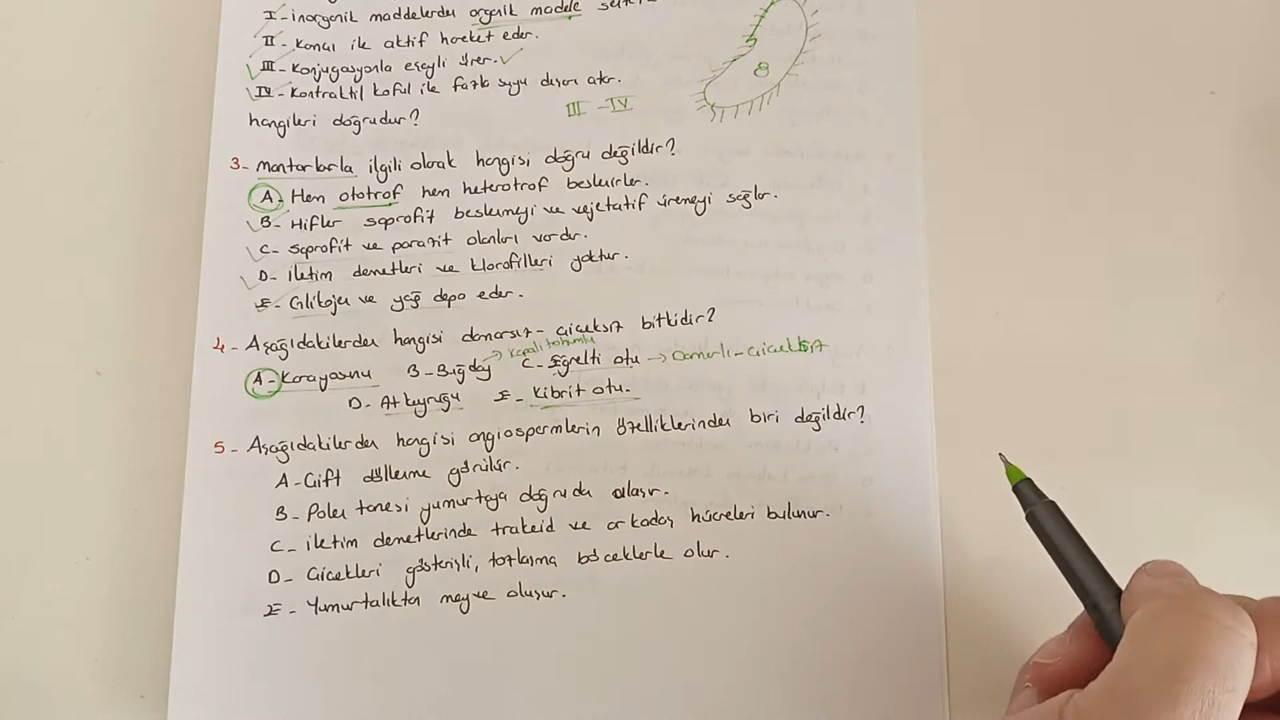 I - inorganik maddelerden organik madde
II - Kamçı ile aktif hareket eder.
III - Konjugasyonla eşeyli ürer. ✓
IV - Kontraktil koful ile fazla suyu dışarı atar.
III - IV
8
hangileri doğrudur?
3 - Mantarlarla ilgili olarak hangisi doğru değildir?
A - Hem ototrof hem heterotrof beslenirler.
B - Hifler saprofit beslenmeyi ve vejetatif üremeyi sağlar.
C - Saprofit ve parazit olanları vardır.
D - İletim demetleri ve klorofilleri yoktur.
E - Glikojen ve yağ depo eder.
4 - Aşağıdakilerden hangisi damarsız - çiçeksiz bitkidir?
→ Kapalı tohumlu
A - Karayosunu B - Buğday C - Eğrelti otu → Damarlı - çiçeksiz
D - Atkuyruğu E - Kibrit otu.
5 - Aşağıdakilerden hangisi angiospermlerin özelliklerinden biri değildir?
A - Çift dölleme görülür.
B - Polen tanesi yumurtaya doğrudan ulaşır.
C - İletim demetlerinde trakeid ve arkadaş hücreleri bulunur.
D - Çiçekleri gösterişli, tozlaşma böceklerle olur.
E - Yumurtalıktan meyve oluşur.